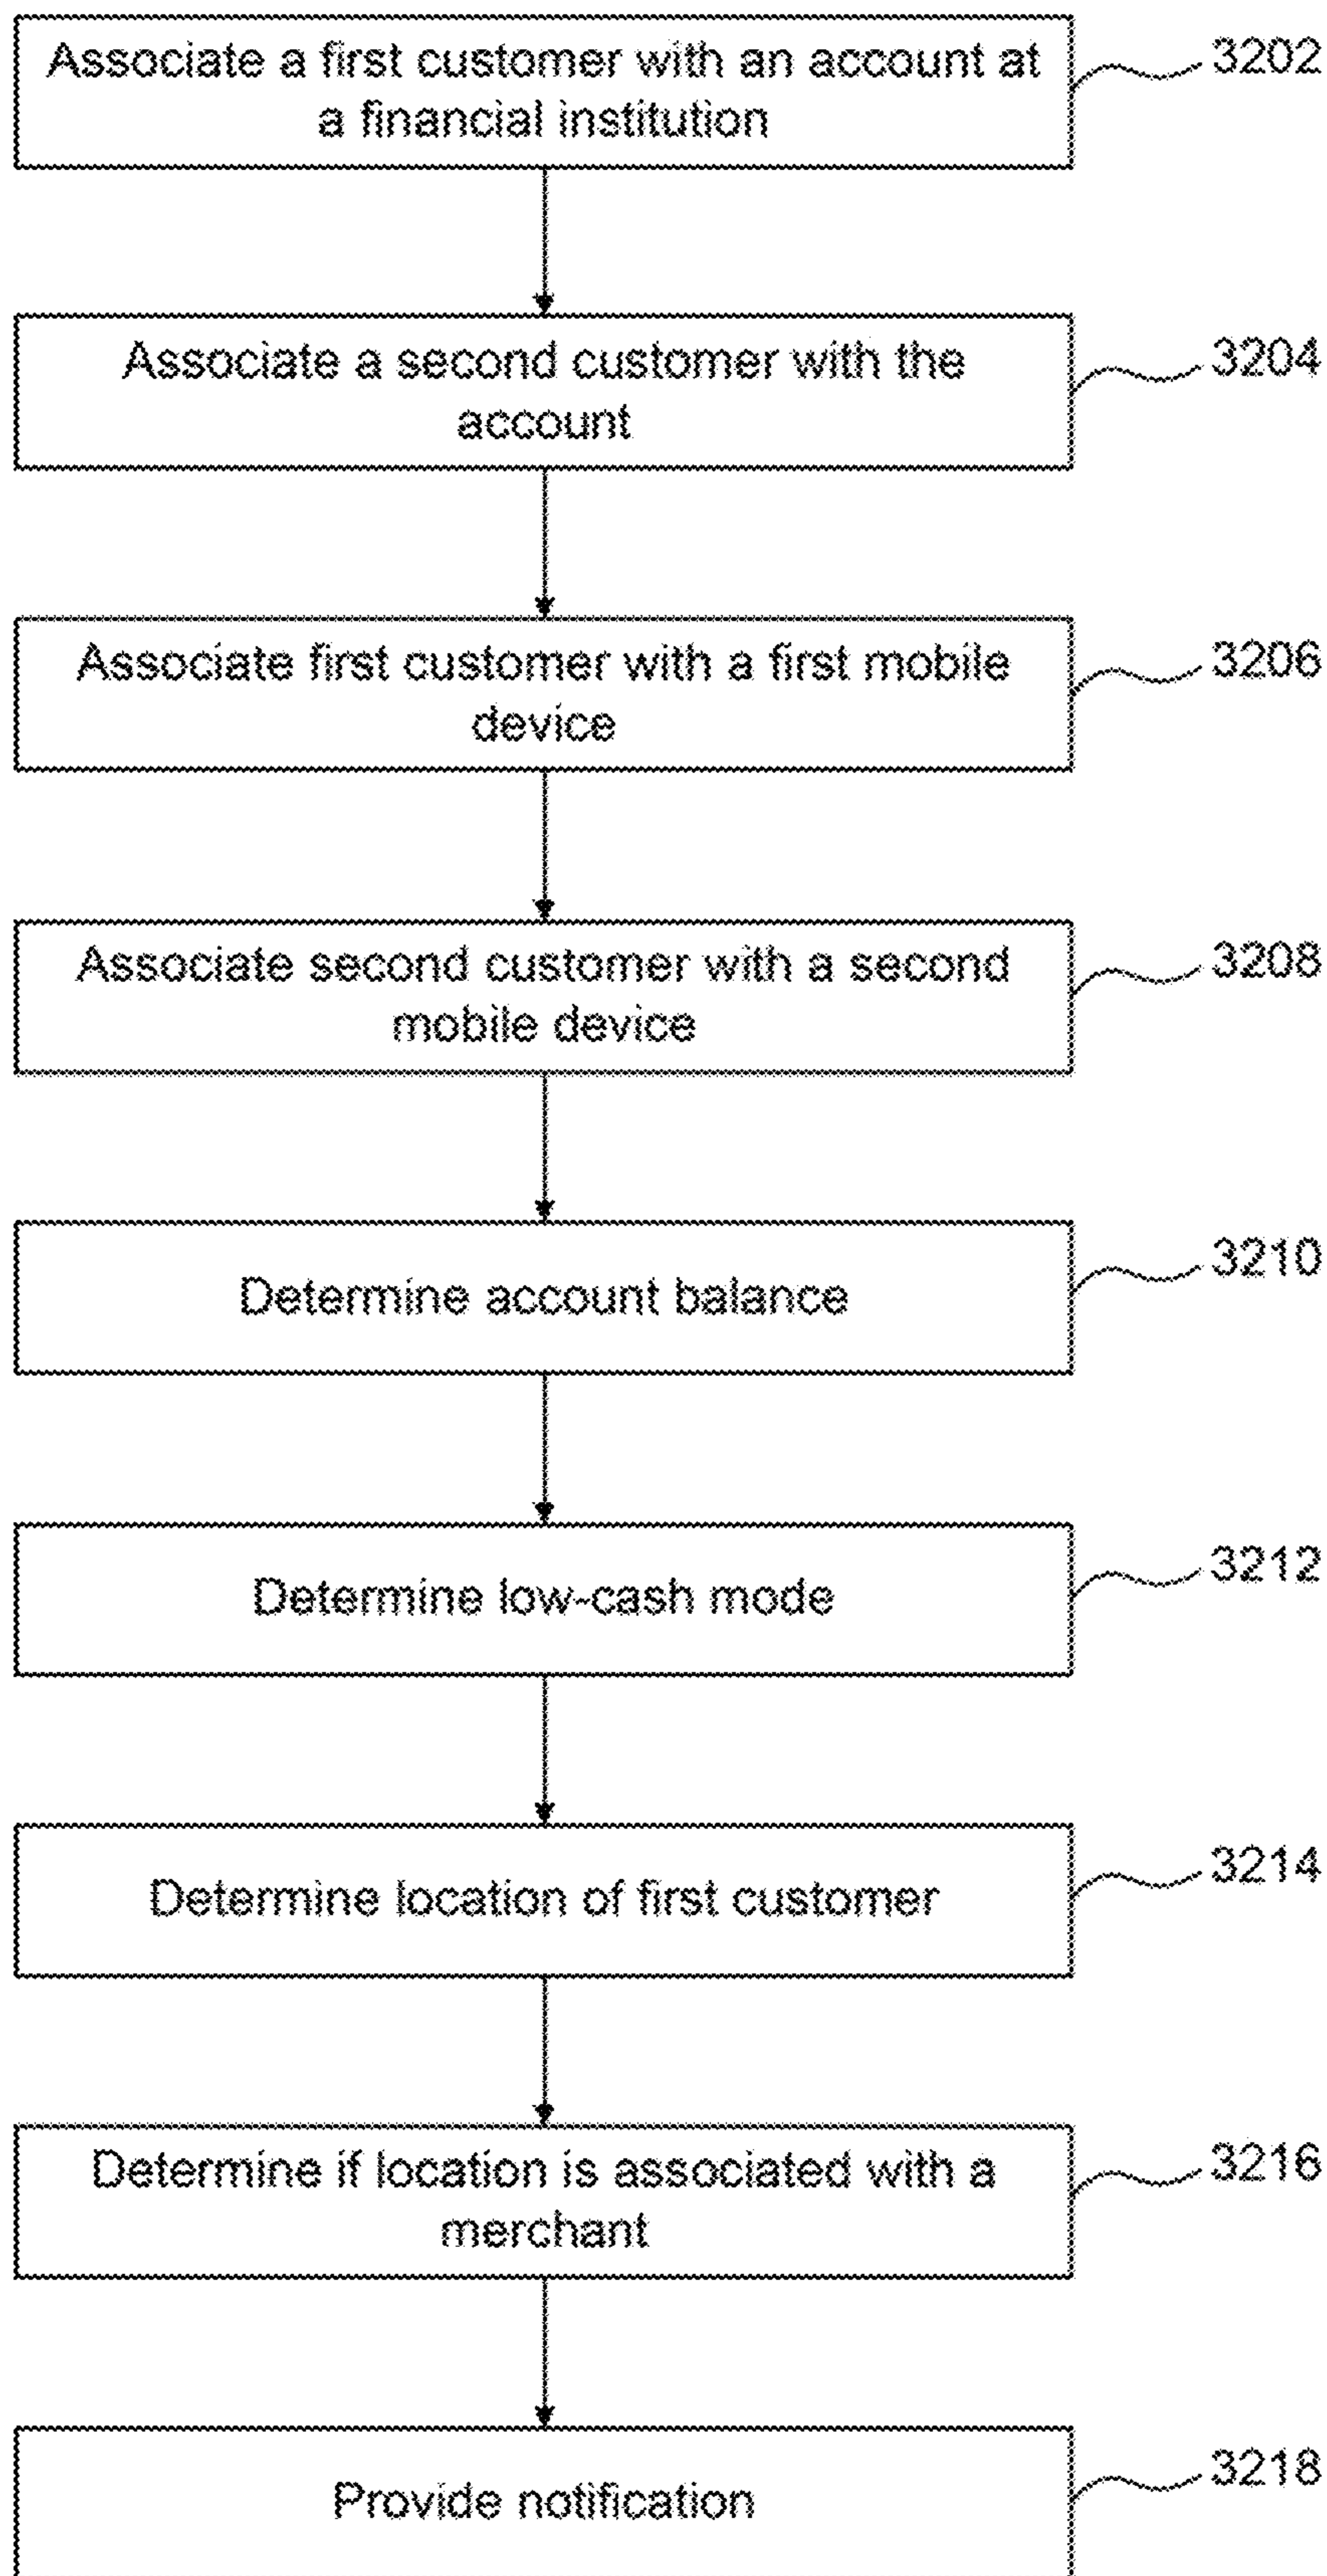 Associate a first customer with an account at
a financial institution
3202
Associate a second customer with the
account
3204
Associate first customer with a first mobile
device
3206
Associate second customer with a second
mobile device
3208
Determine account balance
3210
Determine low-cash mode
3212
Determine location of first customer
3214
Determine if location is associated with a
merchant
3216
Provide notification
3218